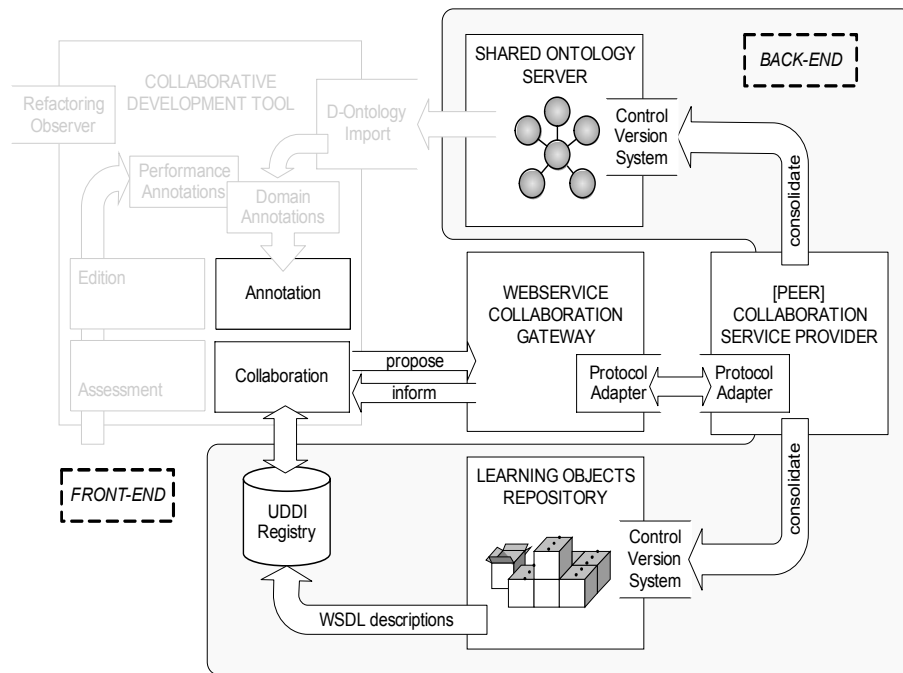 SHARED ONTOLOGY
SERVER
BACK-END
COLLABORATIVE
DEVELOPMENT TOOL
Refactoring
Observer
D-Ontology
Import
Control
Version
System
Performance
Annotations
Domain
Annotations
consolidate
Edition
Annotation
WEBSERVICE
COLLABORATION
GATEWAY
[PEER]
COLLABORATION
SERVICE PROVIDER
Assessment
Collaboration
propose
inform
Protocol
Adapter
Protocol
Adapter
FRONT-END
UDDI
Registry
LEARNING OBJECTS
REPOSITORY
consolidate
Control
Version
System
WSDL descriptions